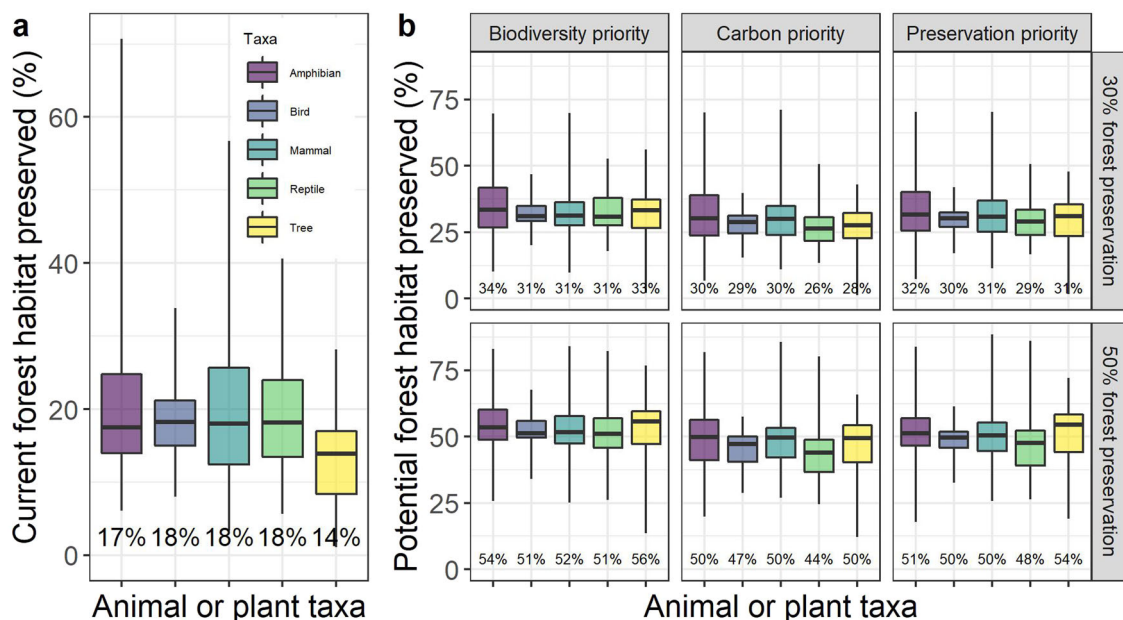 a
Current forest habitat preserved (%)
60
40
20
0
Taxa
Amphibian
Bird
Mammal
Reptile
Tree
17% 18% 18% 18% 14%
Animal or plant taxa
b
Potential forest habitat preserved (%)
Biodiversity priority Carbon priority Preservation priority
75
50
25
0
34% 31% 31% 31% 33% 30% 29% 30% 26% 28% 32% 30% 31% 29% 31%
30% forest preservation
75
50
25
0
54% 51% 52% 51% 56% 50% 47% 50% 44% 50% 51% 50% 50% 48% 54%
50% forest preservation
Animal or plant taxa